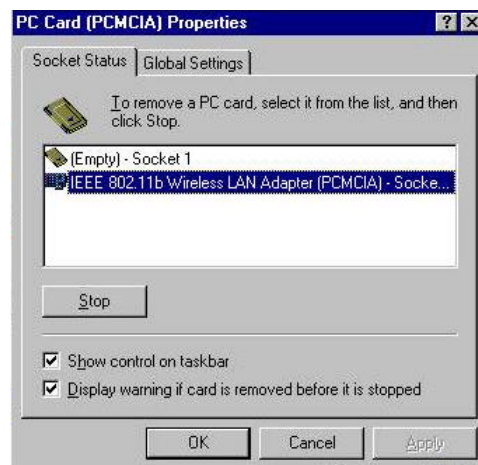 PC Card (PCMCIA) Properties
Socket Status
Global Settings
To remove a PC card, select it from the list, and then
click Stop.
(Empty) - Socket 1
IEEE 802.11b Wireless LAN Adapter (PCMCIA) - Socke...
Stop
Show control on taskbar
Display warning if card is removed before it is stopped
OK
Cancel
Apply